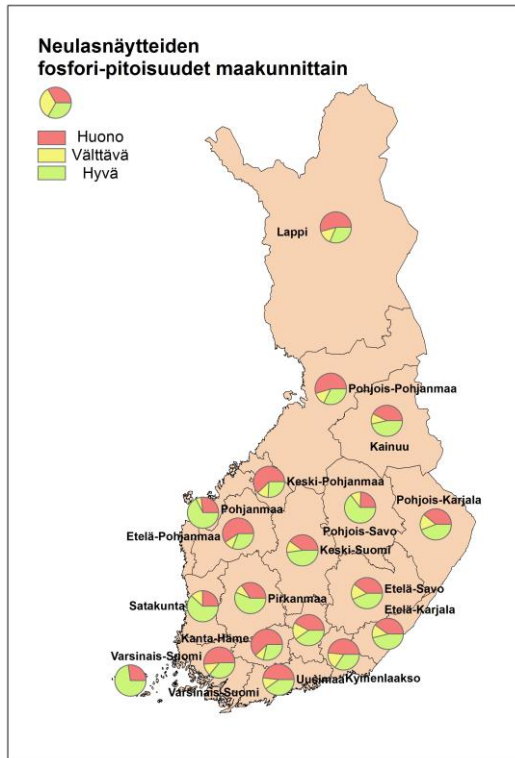 Neulasnäytteiden
fosfori-pitoisuudet maakunnittain
Huono
Välttävä
Hyvä
Lappi
Pohjois-Pohjanmaa
Kainuu
Keski-Pohjanmaa
Pohjanmaa
Pohjois-Karjala
Etelä-Pohjanmaa
Pohjois-Savo
Keski-Suomi
Etelä-Savo
Pirkanmaa
Satakunta
Etelä-Karjala
Kanta-Häme
Varsinais-Suomi
Uusimaa
Kymenlaakso
Varsinais-Suomi